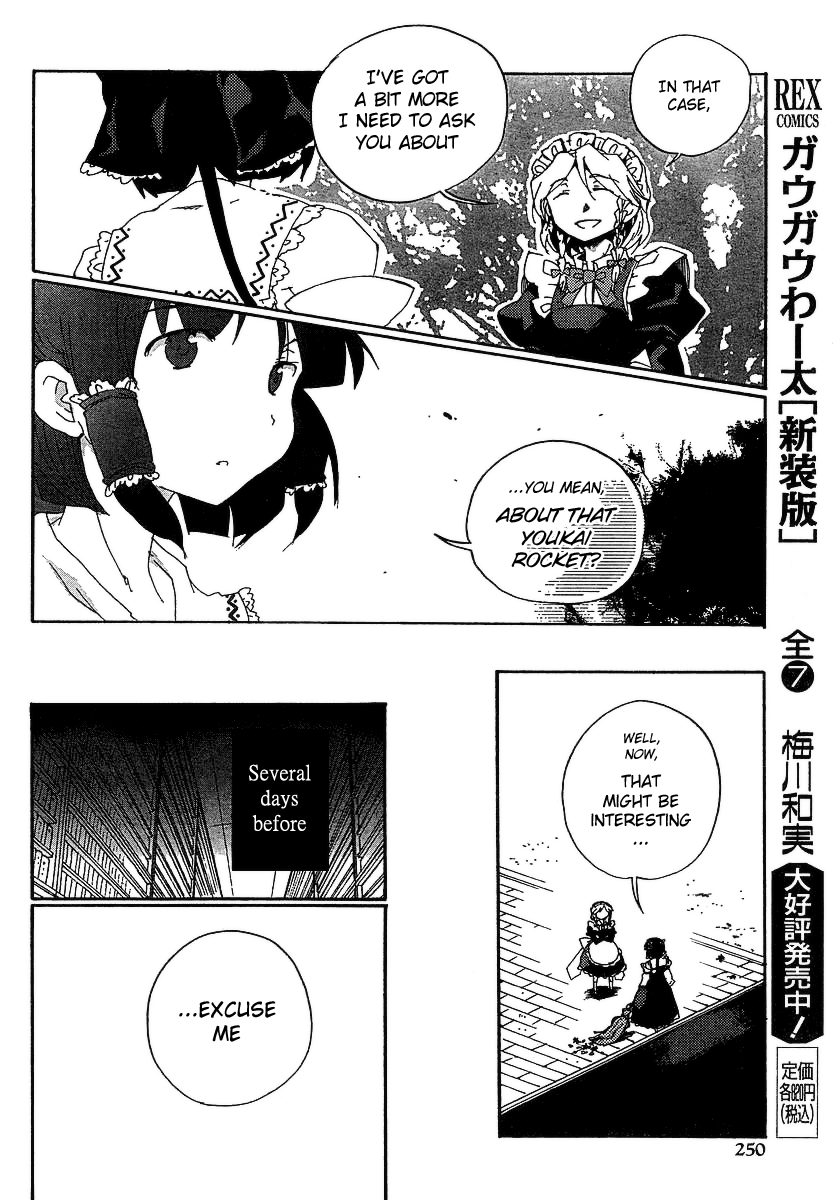 IN THAT
CASE,
I'VE GOT
A BIT MORE
I NEED TO ASK
YOU ABOUT
...YOU MEAN,
ABOUT THAT
YOUKAI
ROCKET?
WELL,
NOW,
THAT
MIGHT BE
INTERESTING
...
Several
days
before
...EXCUSE
ME
REX
COMICS
ガウガウわー太[新装版]
全7
梅川和実
大好評発売中!
定価
各620円
(税込)
250